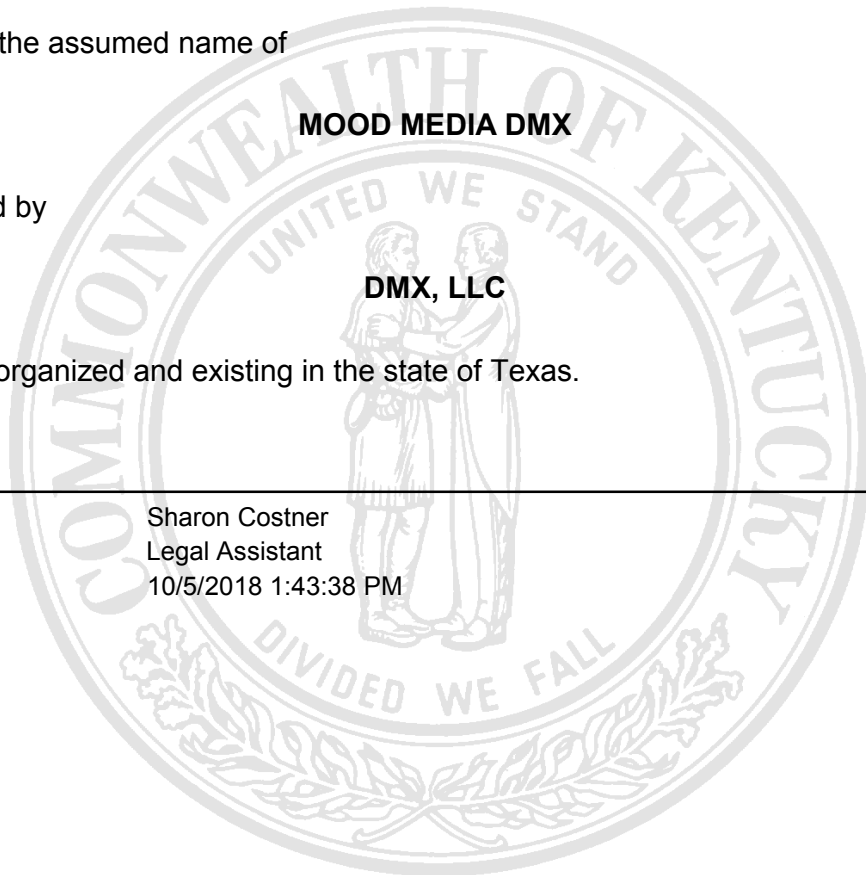 the assumed name of
MOOD MEDIA DMX
d by
DMX, LLC
organized and existing in the state of Texas.
Sharon Costner
Legal Assistant
10/5/2018 1:43:38 PM
COMMONWEALTH OF KENTUCKY
UNITED WE STAND
DIVIDED WE FALL